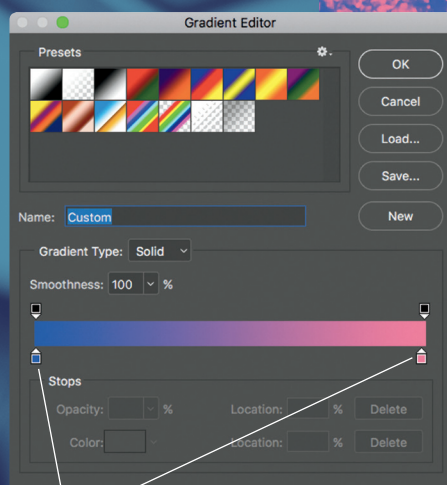 Gradient Editor
Presets
OK
Cancel
Load...
Save...
New
Name: Custom
Gradient Type: Solid
Smoothness: 100 %
Stops
Opacity: % Location: % Delete
Color: Location: % Delete